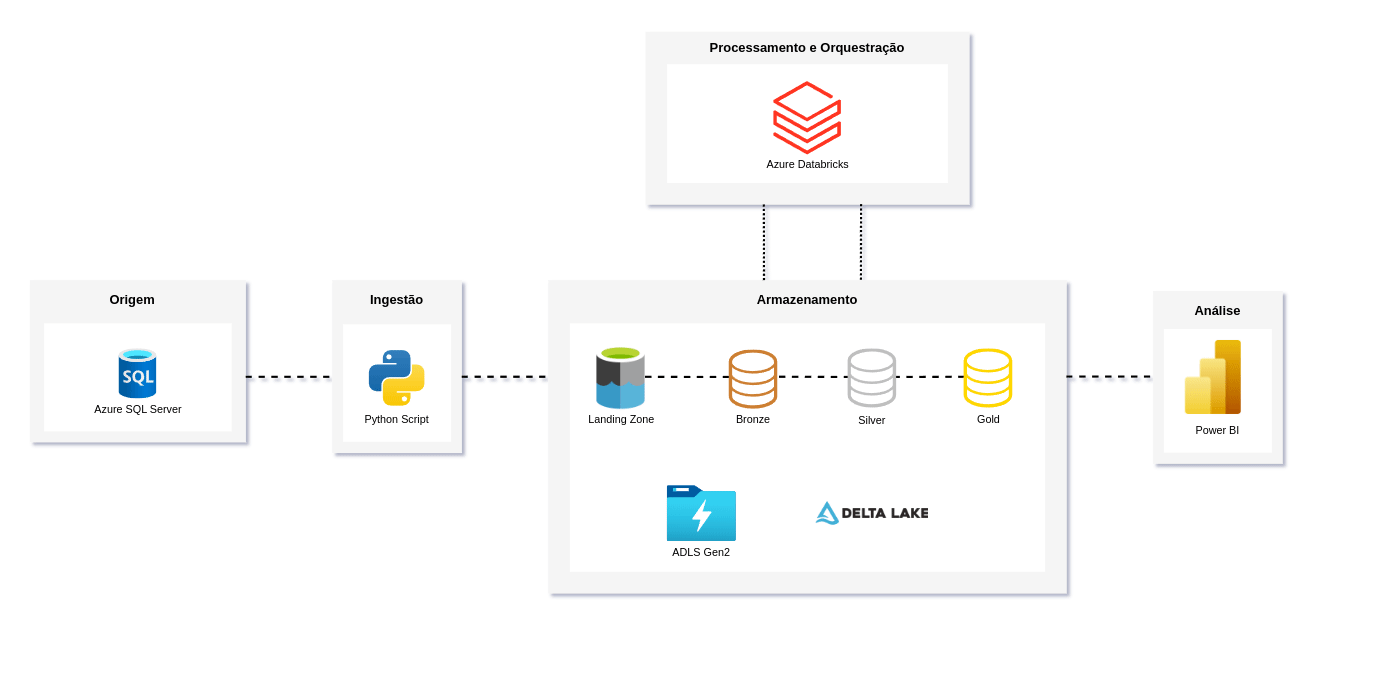 Processamento e Orquestração
Azure Databricks
Origem
SQL
Azure SQL Server
Ingestão
Python Script
Armazenamento
Landing Zone
Bronze
Silver
Gold
ADLS Gen2
DELTA LAKE
Análise
Power BI